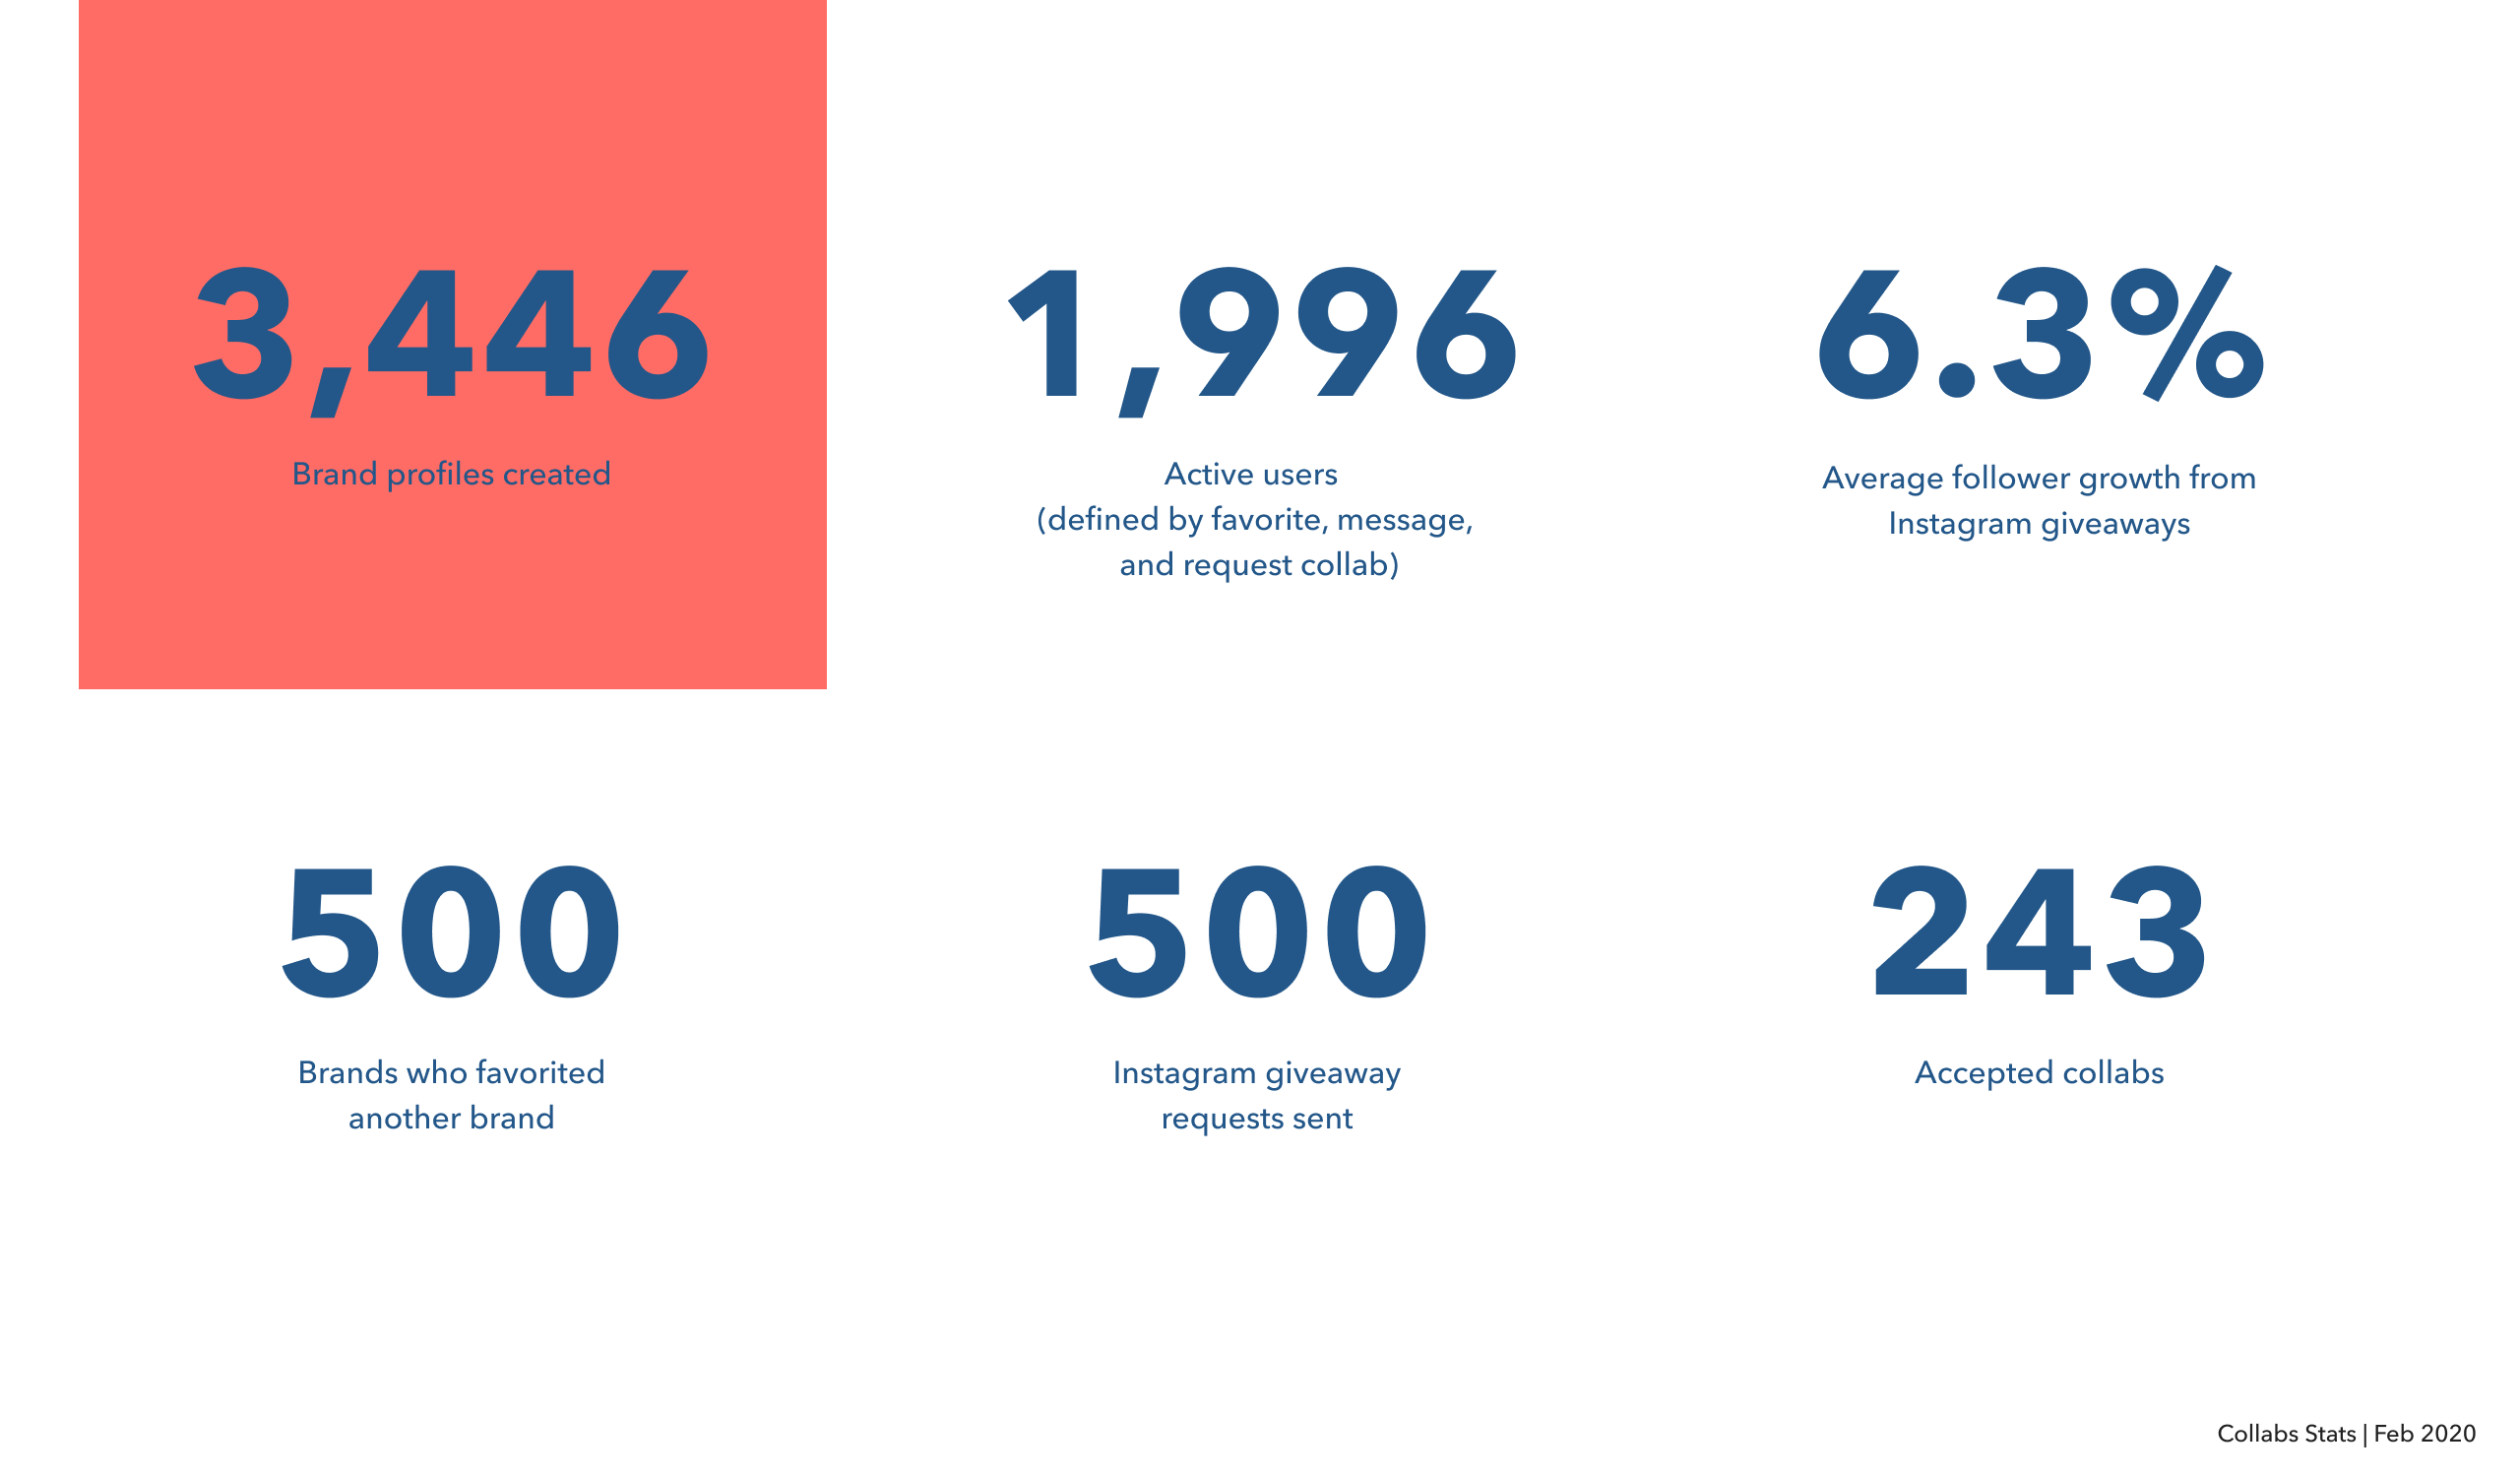 3,446
Brand profiles created
1,996
Active users
(defined by favorite, message,
and request collab)
6.3%
Average follower growth from
Instagram giveaways
500
Brands who favorited
another brand
500
Instagram giveaway
requests sent
243
Accepted collabs
Collabs Stats | Feb 2020